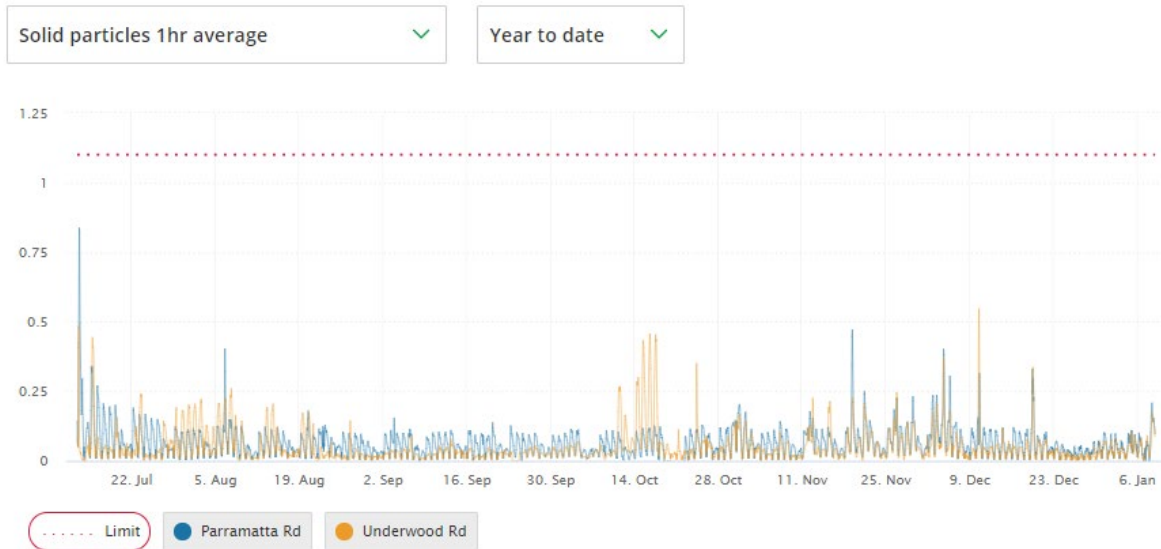 Solid particles 1hr average
Year to date
1.25
1
0.75
0.5
0.25
0
22. Jul 5. Aug 19. Aug 2. Sep 16. Sep 30. Sep 14. Oct 28. Oct 11. Nov 25. Nov 9. Dec 23. Dec 6. Jan
Limit Parramatta Rd Underwood Rd